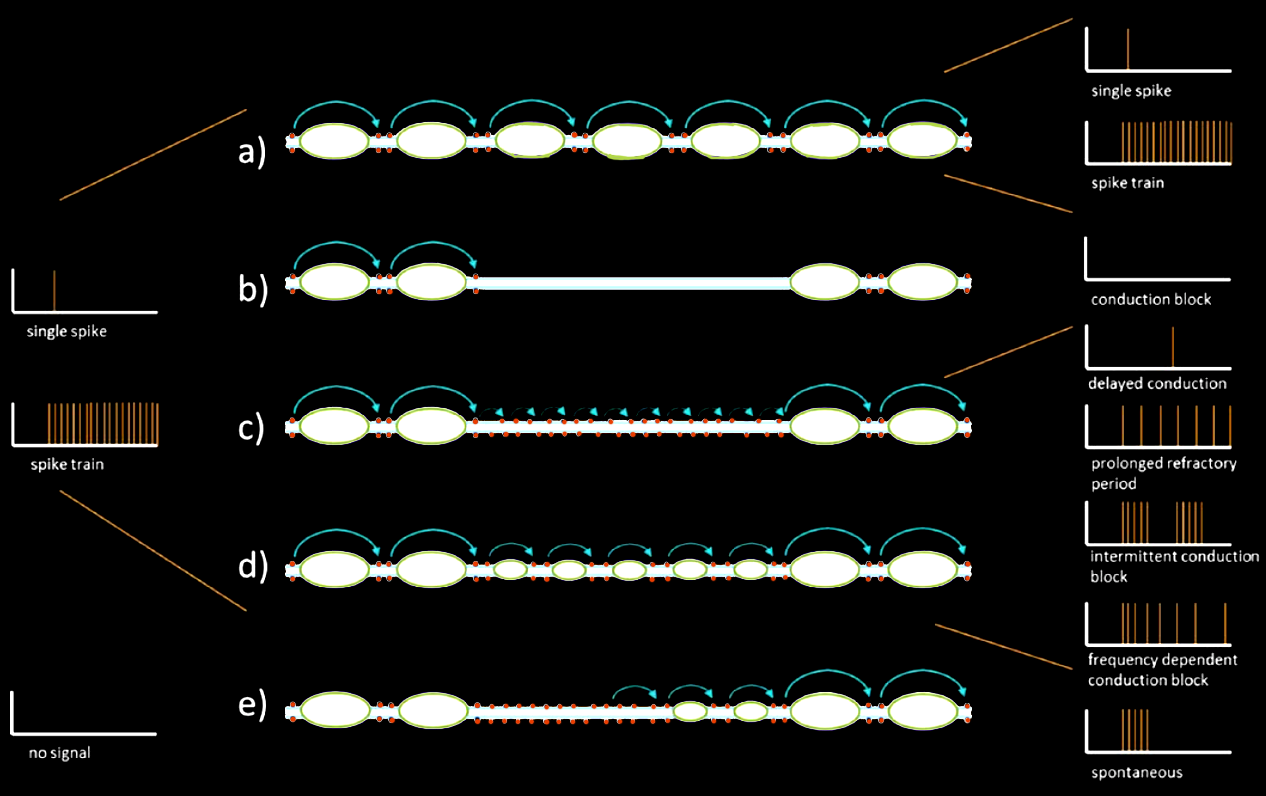 single spike
spike train
no signal
a)
b)
c)
d)
e)
single spike
spike train
conduction block
delayed conduction
prolonged refractory
period
intermittent conduction
block
frequency dependent
conduction block
spontaneous